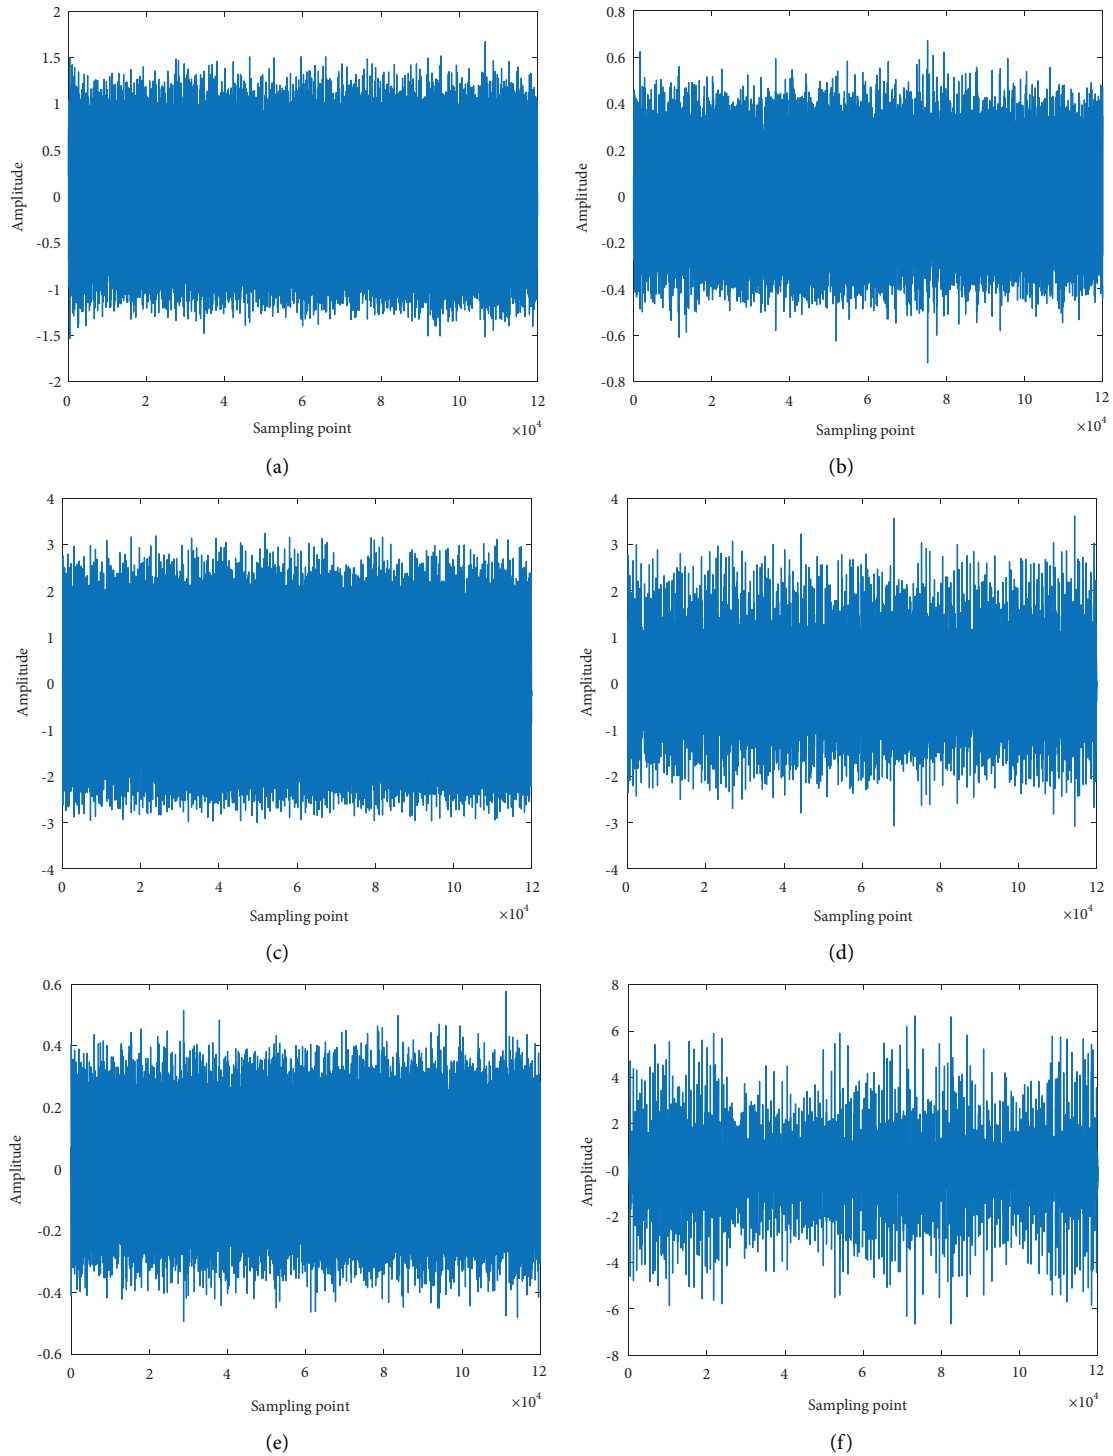 2
1.5
1
0.5
0
-0.5
-1
-1.5
-2
Amplitude
0 2 4 6 8 10 12
Sampling point
×10⁴
(a)
0.8
0.6
0.4
0.2
0
-0.2
-0.4
-0.6
-0.8
Amplitude
0 2 4 6 8 10 12
Sampling point
×10⁴
(b)
4
3
2
1
0
-1
-2
-3
-4
Amplitude
0 2 4 6 8 10 12
Sampling point
×10⁴
(c)
4
3
2
1
0
-1
-2
-3
-4
Amplitude
0 2 4 6 8 10 12
Sampling point
×10⁴
(d)
0.6
0.4
0.2
0
-0.2
-0.4
-0.6
Amplitude
0 2 4 6 8 10 12
Sampling point
×10⁴
(e)
8
6
4
2
-0
-2
-4
-6
-8
Amplitude
0 2 4 6 8 10 12
Sampling point
×10⁴
(f)